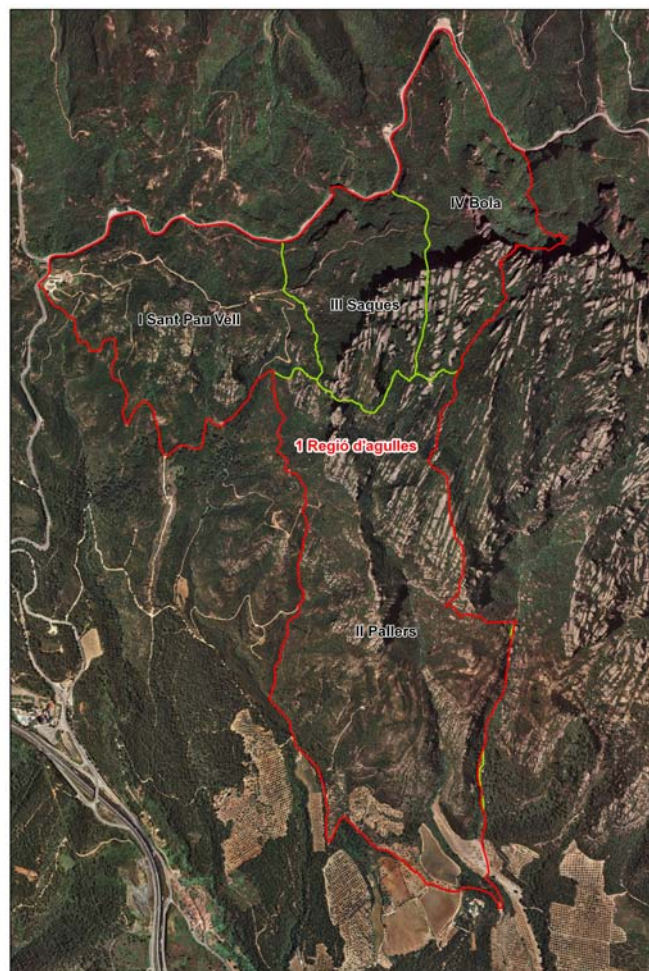 IV Bola
III Saques
I Sant Pau Vell
1 Regió d'agulles
II Pallers